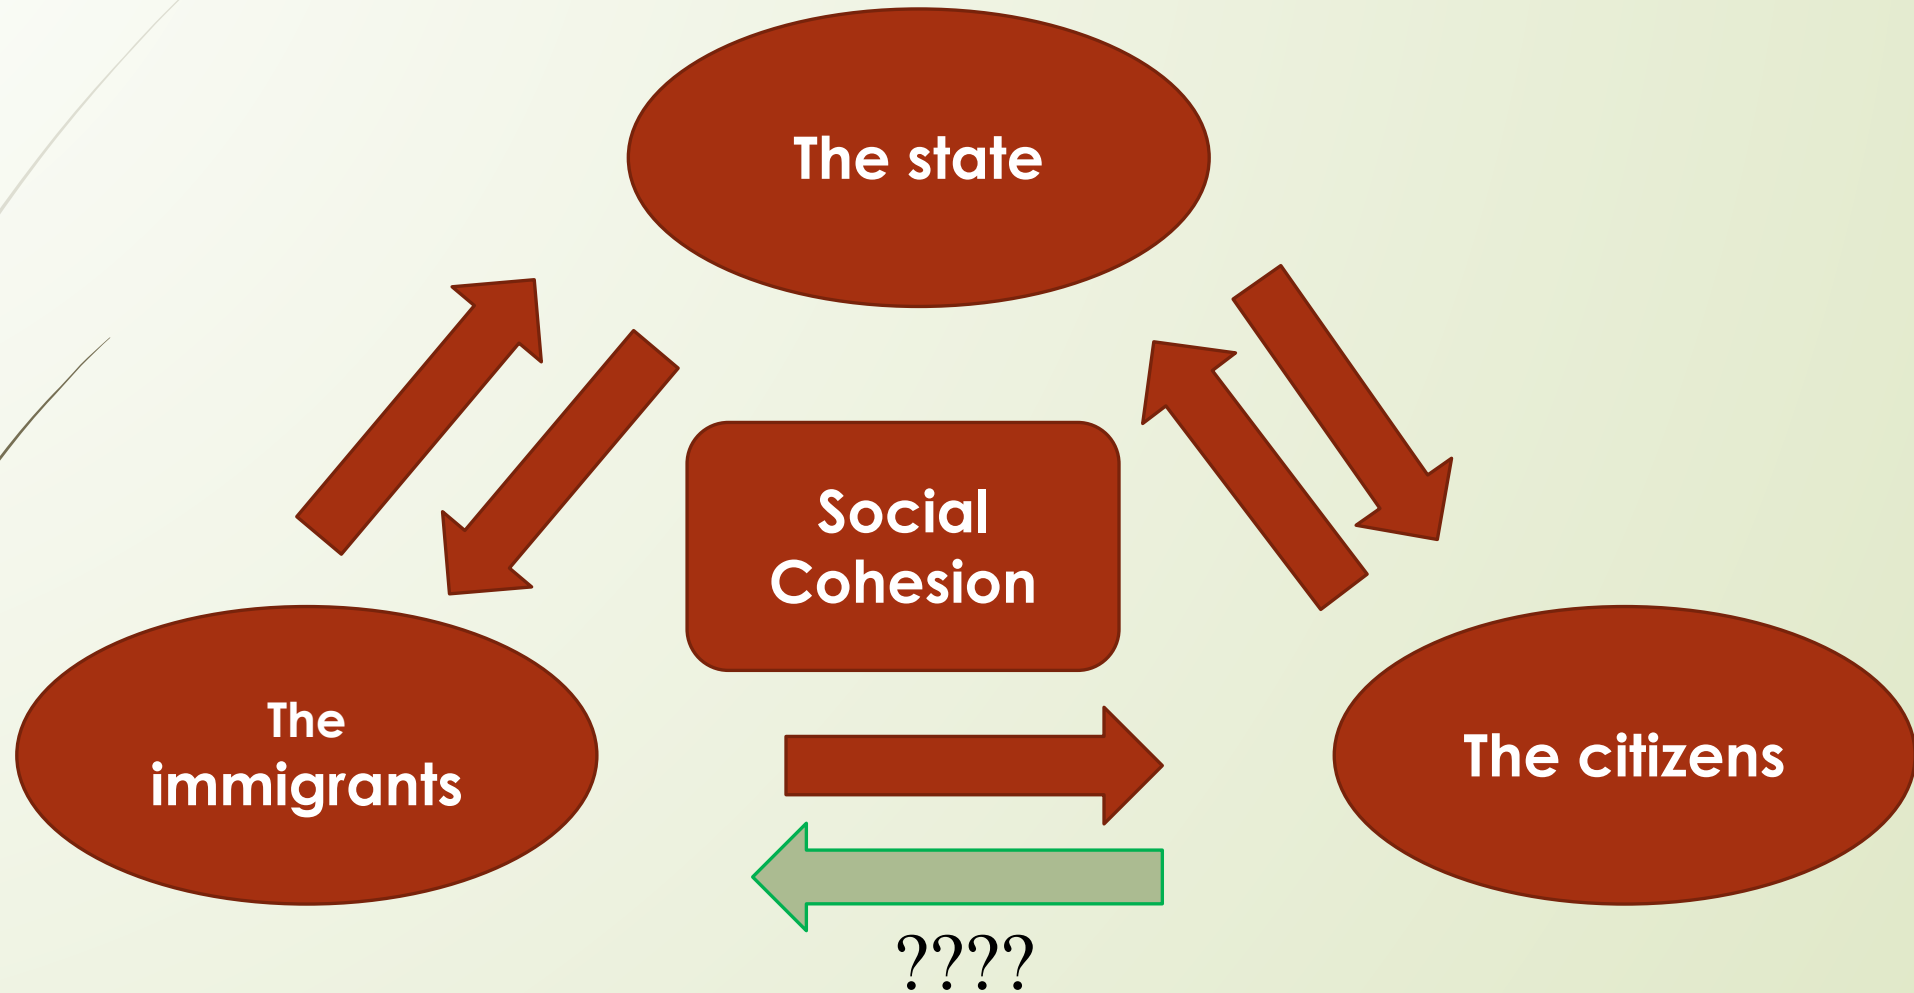 The state
Social
Cohesion
The
immigrants
The citizens
????